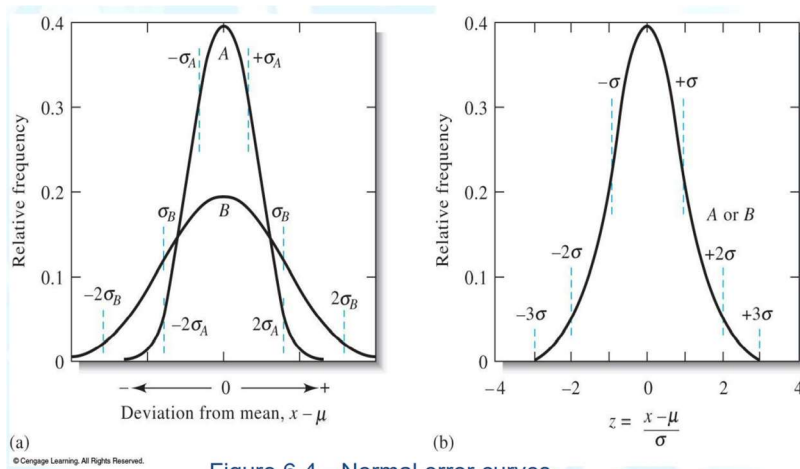 0.4
0.3
0.2
0.1
0
Relative frequency
−σA A +σA
σB B σB
−2σB −2σA 2σA 2σB
− 0 +
Deviation from mean, x − μ
(a)
© Cengage Learning. All Rights Reserved.
0.4
0.3
0.2
0.1
0
Relative frequency
−σ +σ
A or B
−2σ +2σ
−3σ +3σ
−4 −2 0 2 4
z = x − μ
σ
(b)
Figure 6-4 Normal error curves